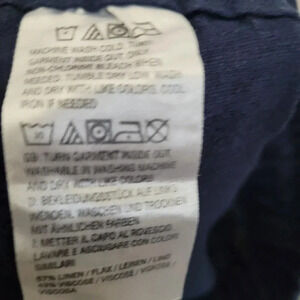 MACHINE WASH COLD. TURN
GARMENT INSIDE OUT. ONLY
NON-CHLORINE BLEACH WHEN
NEEDED. TUMBLE DRY LOW. WASH
AND DRY WITH LIKE COLORS. COOL
IRON IF NEEDED
30
GB: TURN GARMENT INSIDE OUT.
WASHABLE IN WASHING MACHINE
AND DRY WITH LIKE COLORS
D: BEKLEIDUNGSSTÜCK AUF LINKS
WENDEN. WASCHEN UND TROCKNEN
MIT ÄHNLICHEN FARBEN
I: METTERE IL CAPO AL ROVESCIO
LAVARE E ASCIUGARE CON COLORI
SIMILARI
LINEN / FLAX / LEINEN / LINO
VISCOSE / VISCOSE / VISKOSE /
VISCOSA